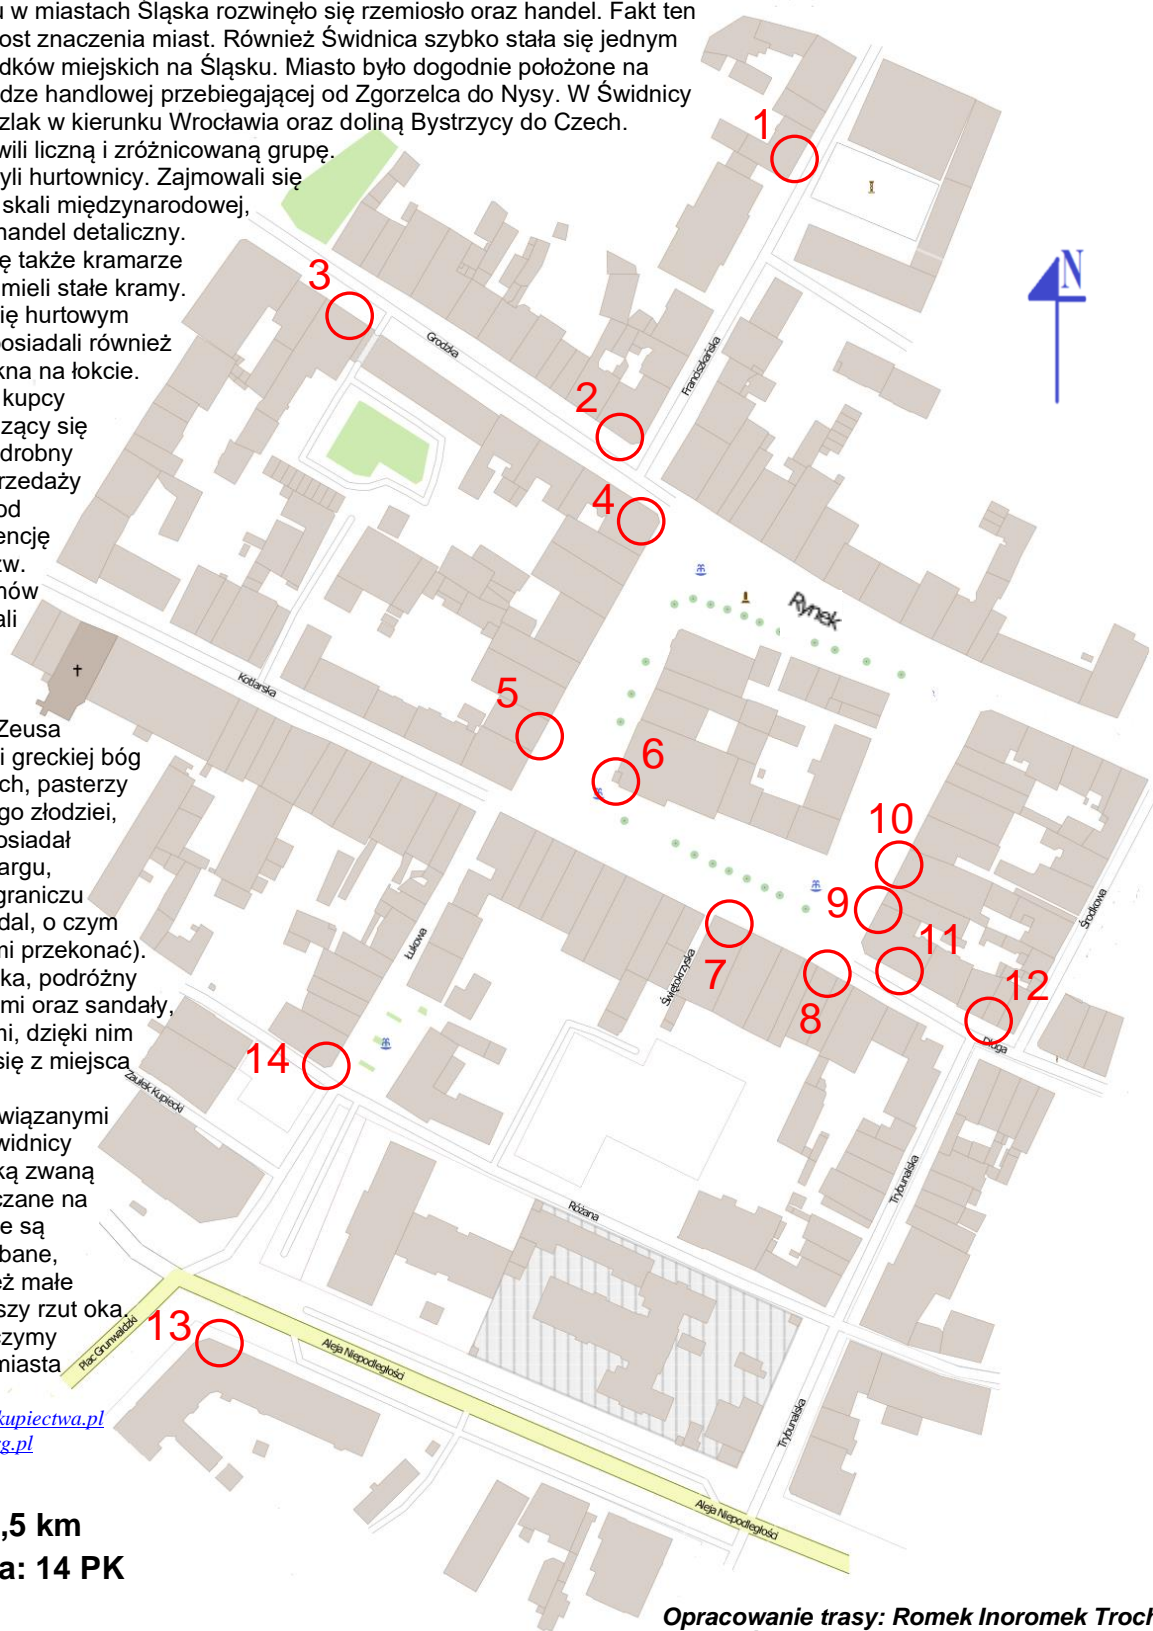 u w miastach Śląska rozwinęło się rzemiosło oraz handel. Fakt ten
ost znaczenia miast. Również Świdnica szybko stała się jednym
dków miejskich na Śląsku. Miasto było dogodnie położone na
dze handlowej przebiegającej od Zgorzelca do Nysy. W Świdnicy
zlak w kierunku Wrocławia oraz doliną Bystrzycy do Czech.
wili liczną i zróżnicowaną grupę.
yli hurtownicy. Zajmowali się
skali międzynarodowej,
handel detaliczny.
ę także kramarze
mieli stałe kramy.
ię hurtowym
posiadali również
kna na łokcie.
kupcy
zący się
drobny
rzedaży
od
encję
zw.
nów
ali
Zeusa
i greckiej bóg
ch, pasterzy
go złodziei,
osiadał
argu,
graniczu
dal, o czym
mi przekonać).
ka, podróżny
mi oraz sandały,
mi, dzięki nim
się z miejsca
wiązanymi
widnicy
ką zwaną
czane na
e są
bane,
eż małe
szy rzut oka.
czymy
miasta
kupiectwa.pl
g.pl
,5 km
a: 14 PK
N
1
3
Grodzka
Franciszkańska
2
4
Rynek
Kotlarska
5
6
10
9
Środkowa
11
Łukowa
7
Świętokrzyska
8
12
Długa
14
Zaułek Kupiecki
Trybunalska
Różana
13
Plac Grunwaldzki
Aleja Niepodległości
Trybunalska
Aleja Niepodległości
Opracowanie trasy: Romek Inoromek Troch